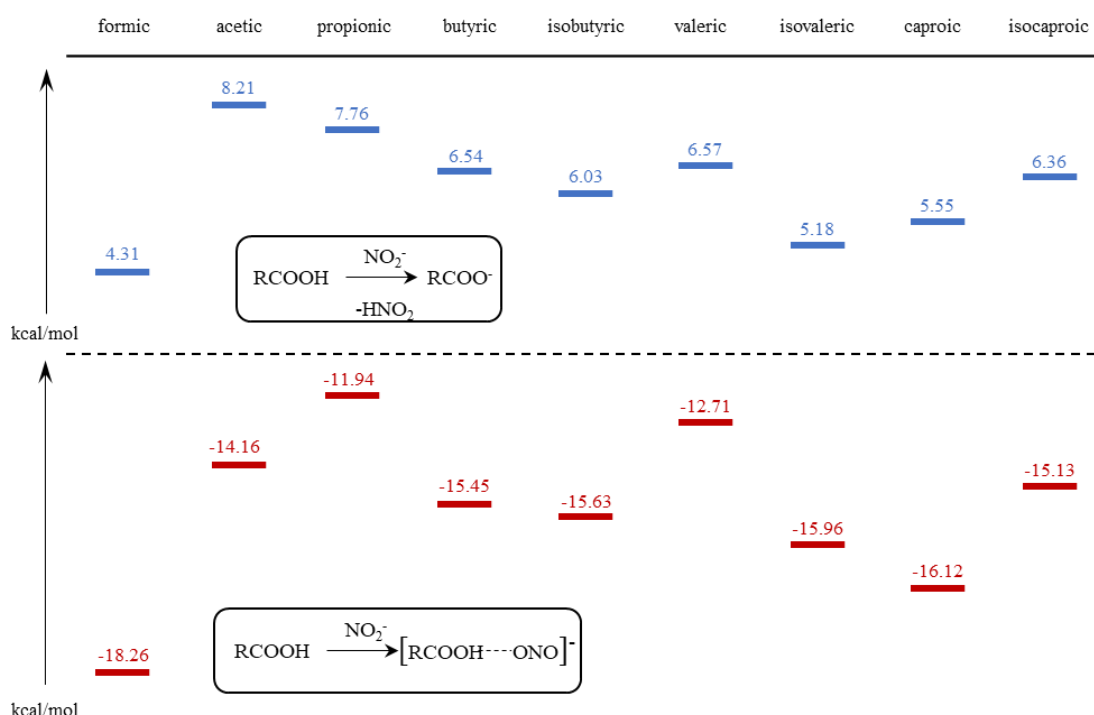 formic acetic propionic butyric isobutyric valeric isovaleric caproic isocaproic
8.21
7.76
6.54
6.57
6.03
6.36
5.55
5.18
4.31
NO₂⁻
RCOOH RCOO⁻
-HNO₂
kcal/mol
-11.94
-12.71
-14.16
-15.13
-15.45
-15.63
-15.96
-16.12
NO₂⁻
RCOOH [RCOOH----ONO]⁻
-18.26
kcal/mol